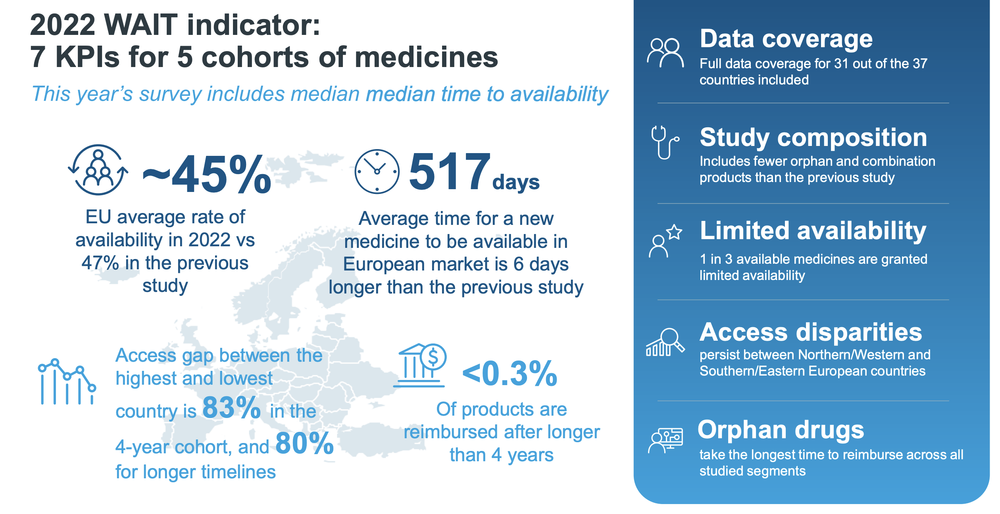 2022 WAIT indicator:
7 KPIs for 5 cohorts of medicines
This year’s survey includes median median time to availability
~45%
EU average rate of
availability in 2022 vs
47% in the previous
study
517 days
Average time for a new
medicine to be available in
European market is 6 days
longer than the previous study
Access gap between the
highest and lowest
country is 83% in the
4-year cohort, and 80%
for longer timelines
$
<0.3%
Of products are
reimbursed after longer
than 4 years
Data coverage
Full data coverage for 31 out of the 37
countries included
Study composition
Includes fewer orphan and combination
products than the previous study
Limited availability
1 in 3 available medicines are granted
limited availability
Access disparities
persist between Northern/Western and
Southern/Eastern European countries
Orphan drugs
take the longest time to reimburse across all
studied segments